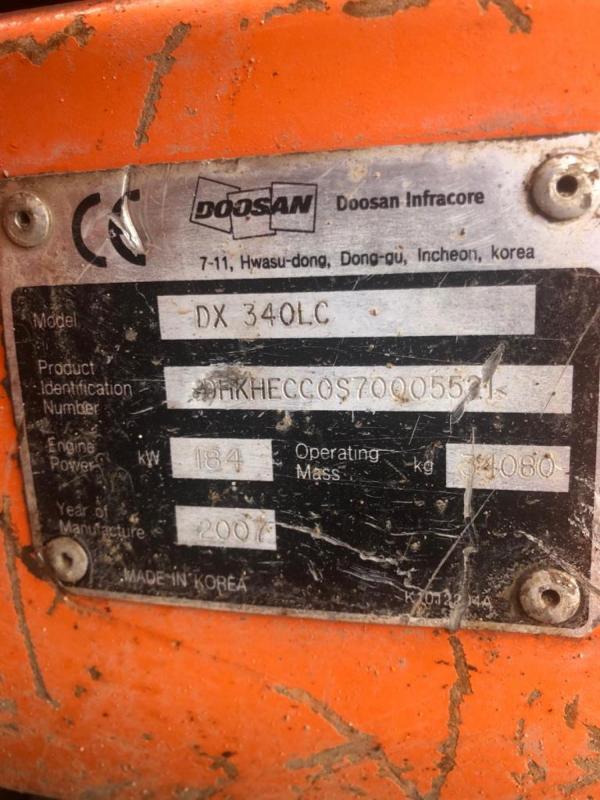 CE
DOOSAN Doosan Infracore
7-11, Hwasu-dong, Dong-gu, Incheon, korea
Model DX 340LC
Product
Identification
Number
Engine
Power kW 184 Operating
Mass kg 34080
Year of
Manufacture 2007
MADE IN KOREA